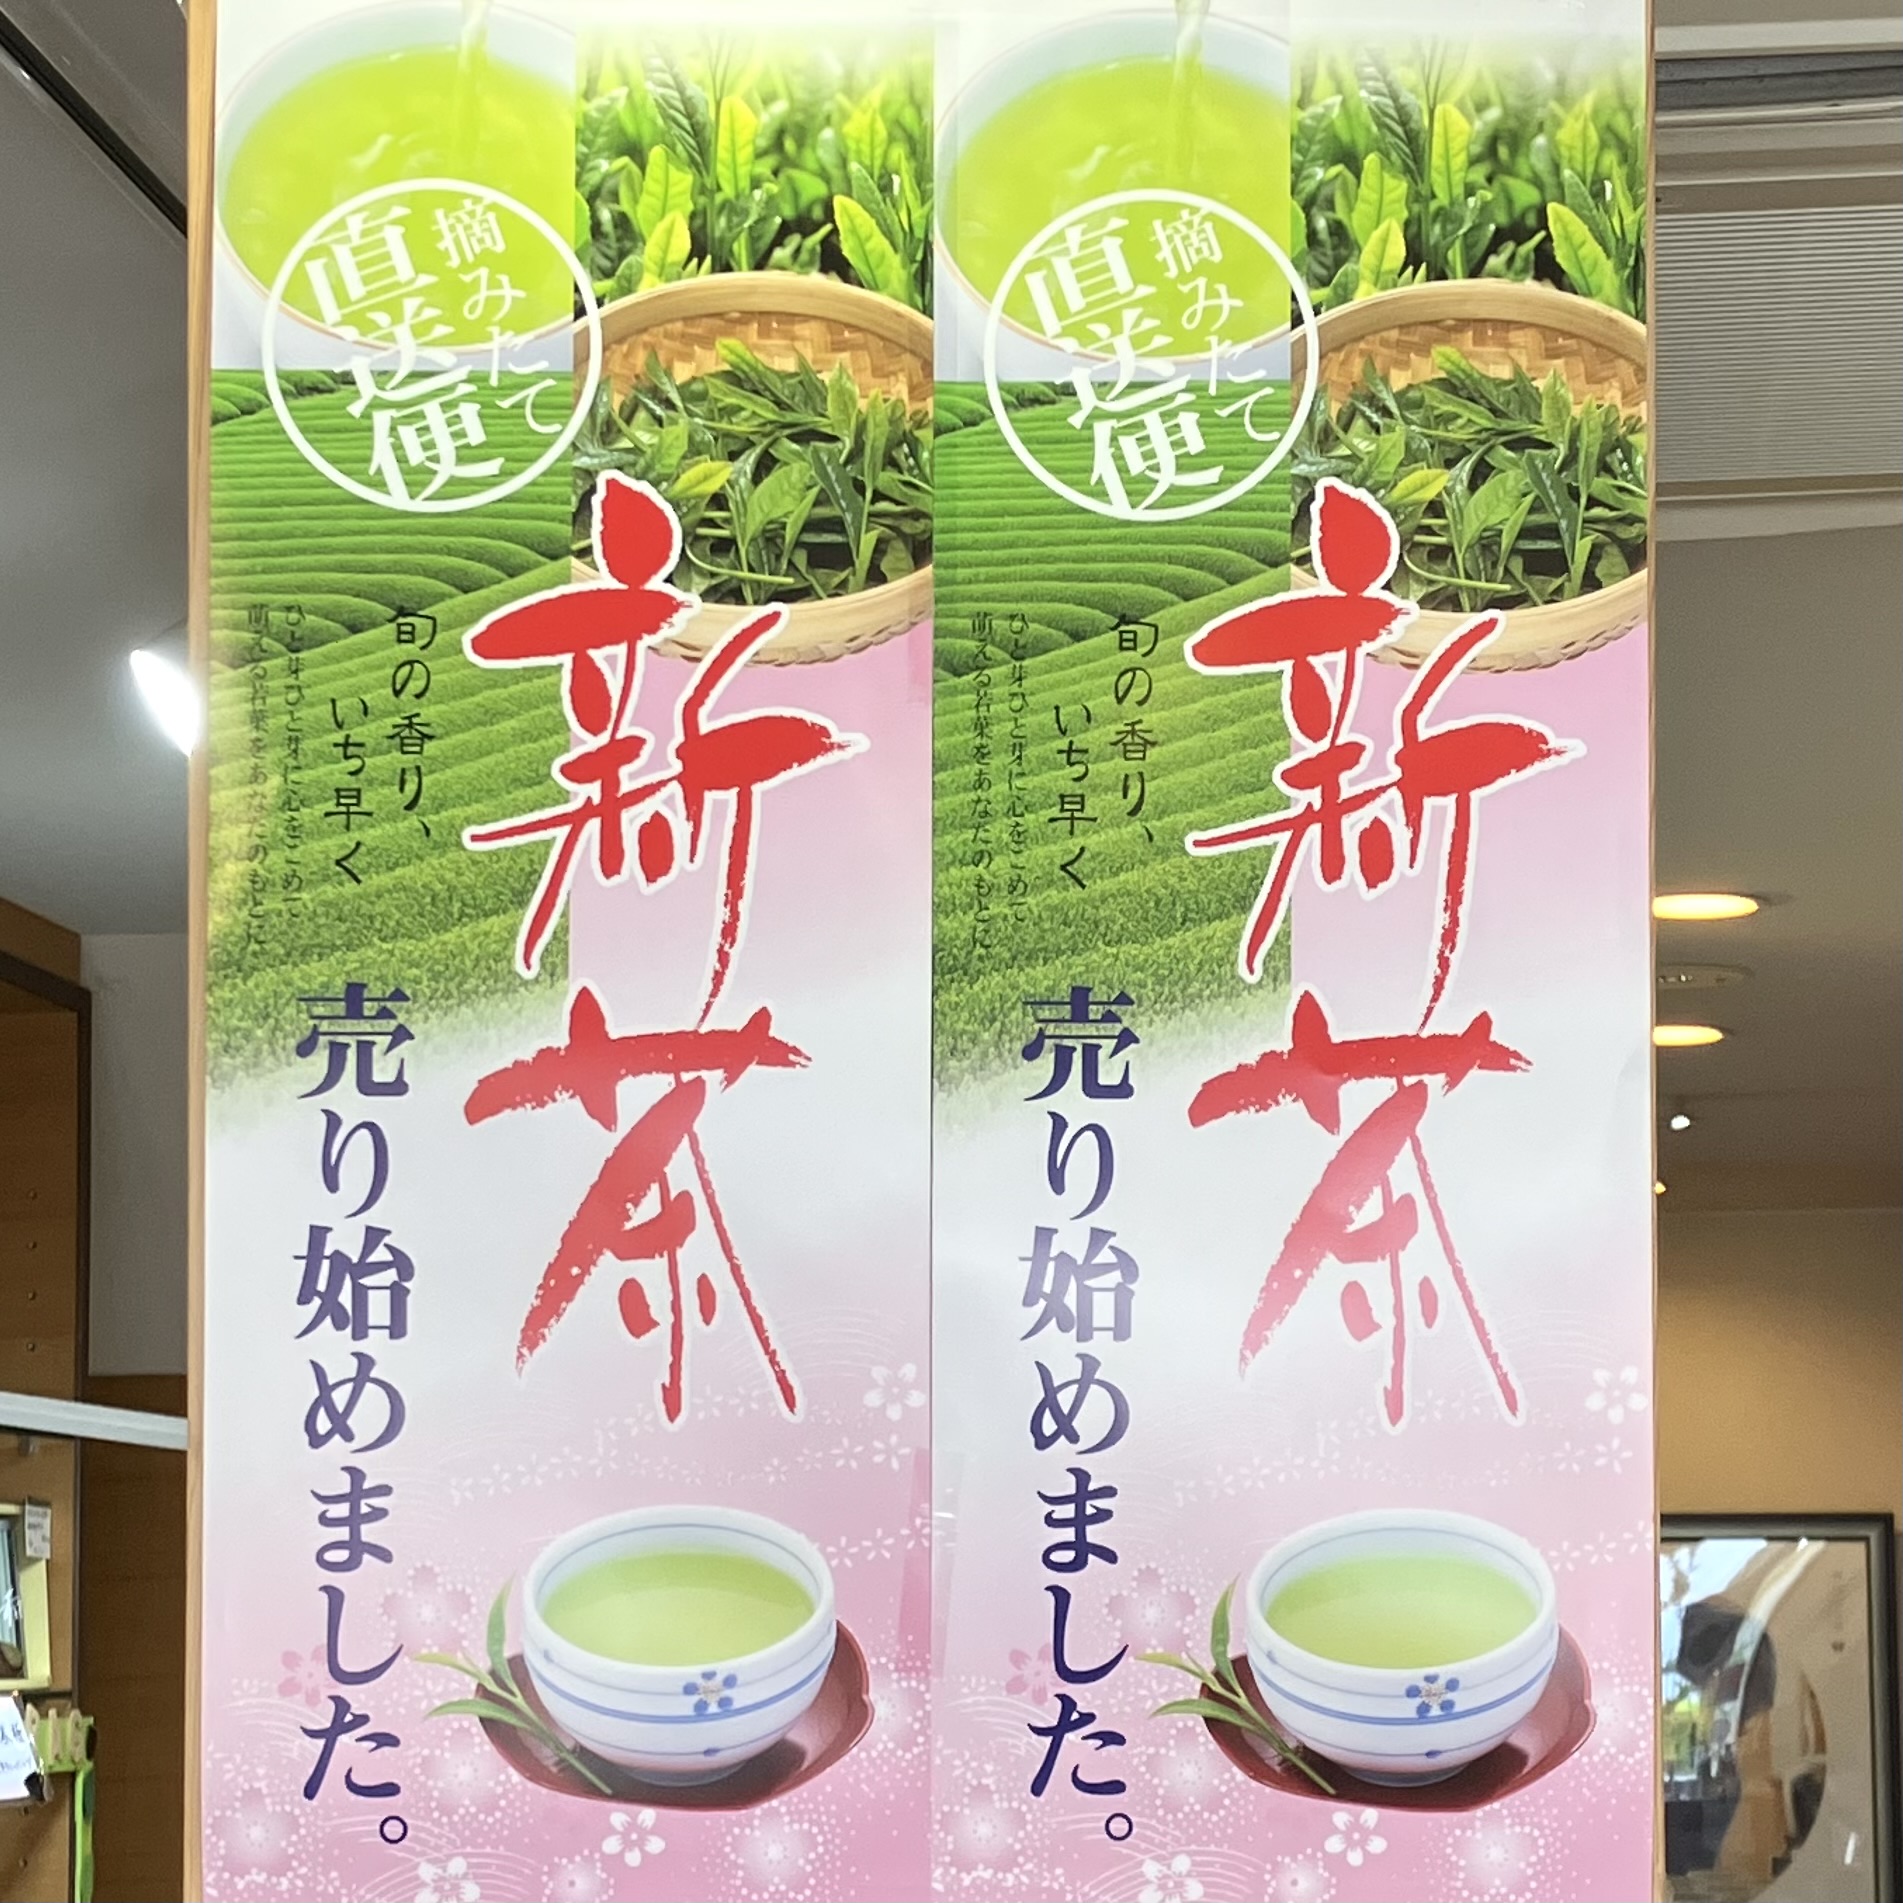 摘みたて
直送便
新茶
旬の香り、
いち早く
ひと芽ひと芽に心をこめて
萌える若葉をあなたのもとに
売り始めました。
摘みたて
直送便
新茶
旬の香り、
いち早く
ひと芽ひと芽に心をこめて
萌える若葉をあなたのもとに
売り始めました。